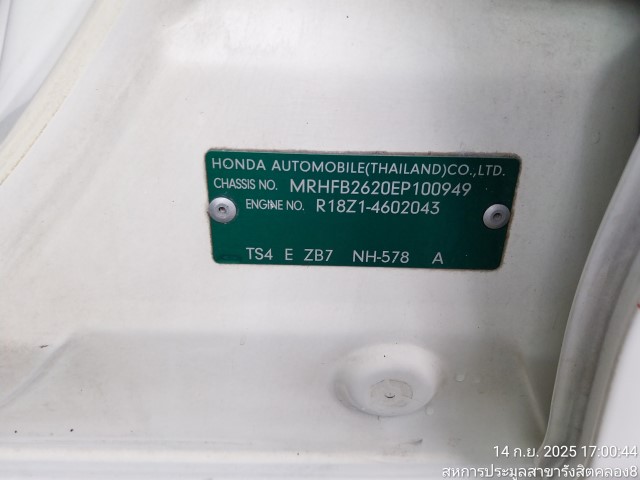 HONDA AUTOMOBILE(THAILAND)CO.,LTD.
CHASSIS NO. MRHFB2620EP100949
ENGINE NO. R18Z1-4602043
TS4 E ZB7 NH-578 A
14 ก.ย. 2025 17:00:44
สหการประมูลสาขารังสิตคลอง8